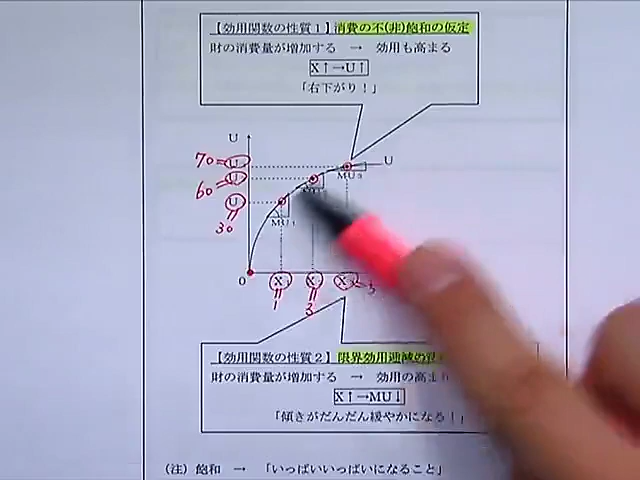 【効用関数の性質1】消費の不(非)飽和の仮定
財の消費量が増加する → 効用も高まる
X↑→U↑
「右下がり！」
U
70= U
60= U
U
30
U
MU
MU
0
X X X
1 3
【効用関数の性質2】限界効用逓減の
財の消費量が増加する → 効用の高ま
X↑→MU↓
「傾きがだんだん緩やかになる！」
(注) 飽和 → 「いっぱいいっぱいになること」